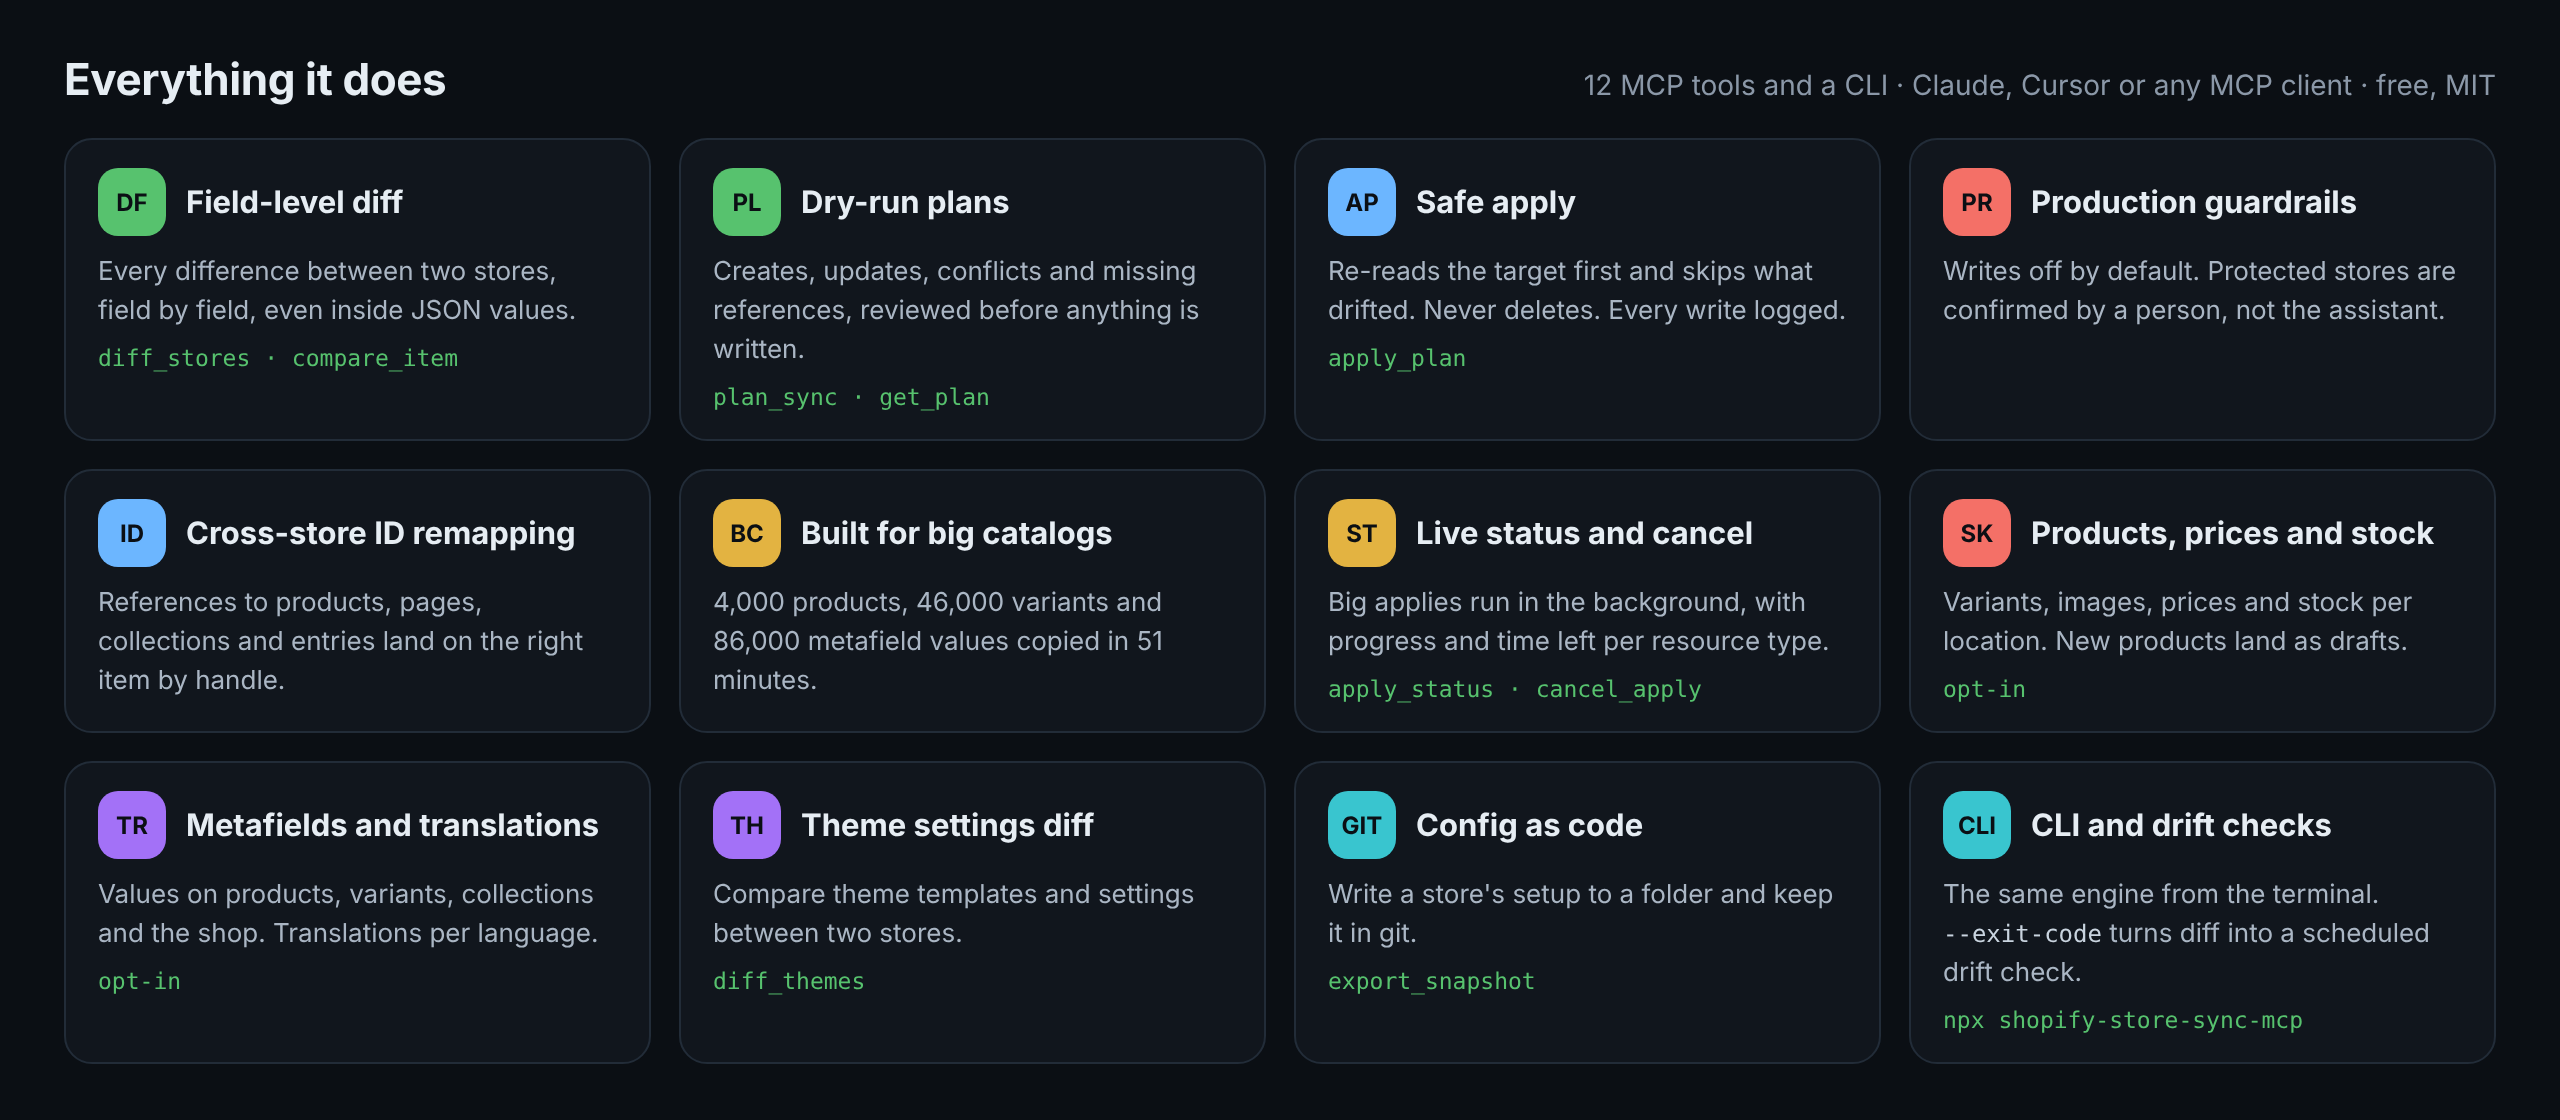 Everything it does
12 MCP tools and a CLI · Claude, Cursor or any MCP client · free, MIT
DF
Field-level diff
Every difference between two stores,
field by field, even inside JSON values.
diff_stores · compare_item
PL
Dry-run plans
Creates, updates, conflicts and missing
references, reviewed before anything is
written.
plan_sync · get_plan
AP
Safe apply
Re-reads the target first and skips what
drifted. Never deletes. Every write logged.
apply_plan
PR
Production guardrails
Writes off by default. Protected stores are
confirmed by a person, not the assistant.
ID
Cross-store ID remapping
References to products, pages,
collections and entries land on the right
item by handle.
BC
Built for big catalogs
4,000 products, 46,000 variants and
86,000 metafield values copied in 51
minutes.
ST
Live status and cancel
Big applies run in the background, with
progress and time left per resource type.
apply_status · cancel_apply
SK
Products, prices and stock
Variants, images, prices and stock per
location. New products land as drafts.
opt-in
TR
Metafields and translations
Values on products, variants, collections
and the shop. Translations per language.
opt-in
TH
Theme settings diff
Compare theme templates and settings
between two stores.
diff_themes
GIT
Config as code
Write a store's setup to a folder and keep
it in git.
export_snapshot
CLI
CLI and drift checks
The same engine from the terminal.
--exit-code turns diff into a scheduled
drift check.
npx shopify-store-sync-mcp